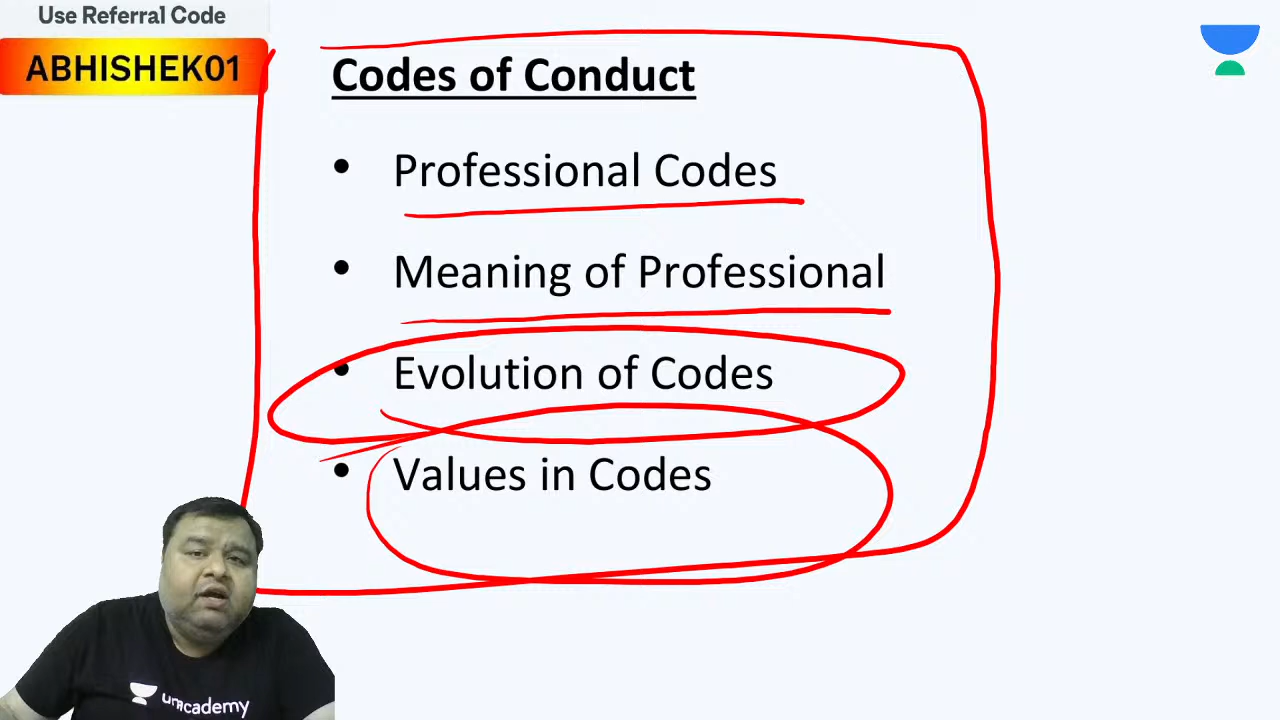 Use Referral Code
ABHISHEK01
Codes of Conduct
• Professional Codes
• Meaning of Professional
• Evolution of Codes
• Values in Codes
unacademy